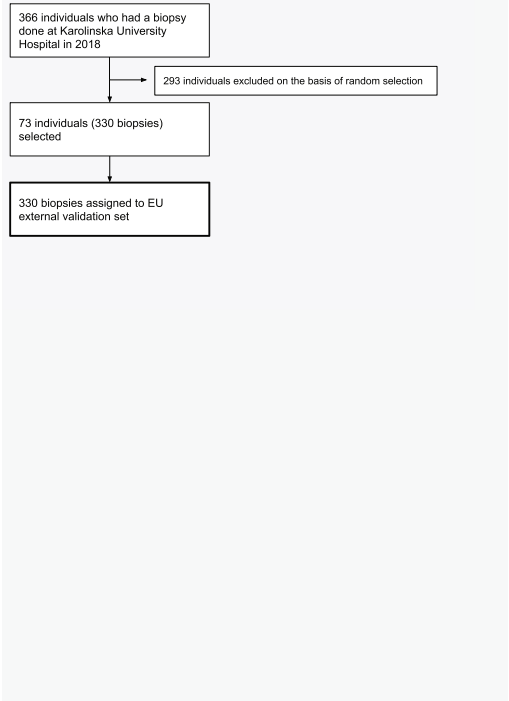 366 individuals who had a biopsy
done at Karolinska University
Hospital in 2018
293 individuals excluded on the basis of random selection
73 individuals (330 biopsies)
selected
330 biopsies assigned to EU
external validation set